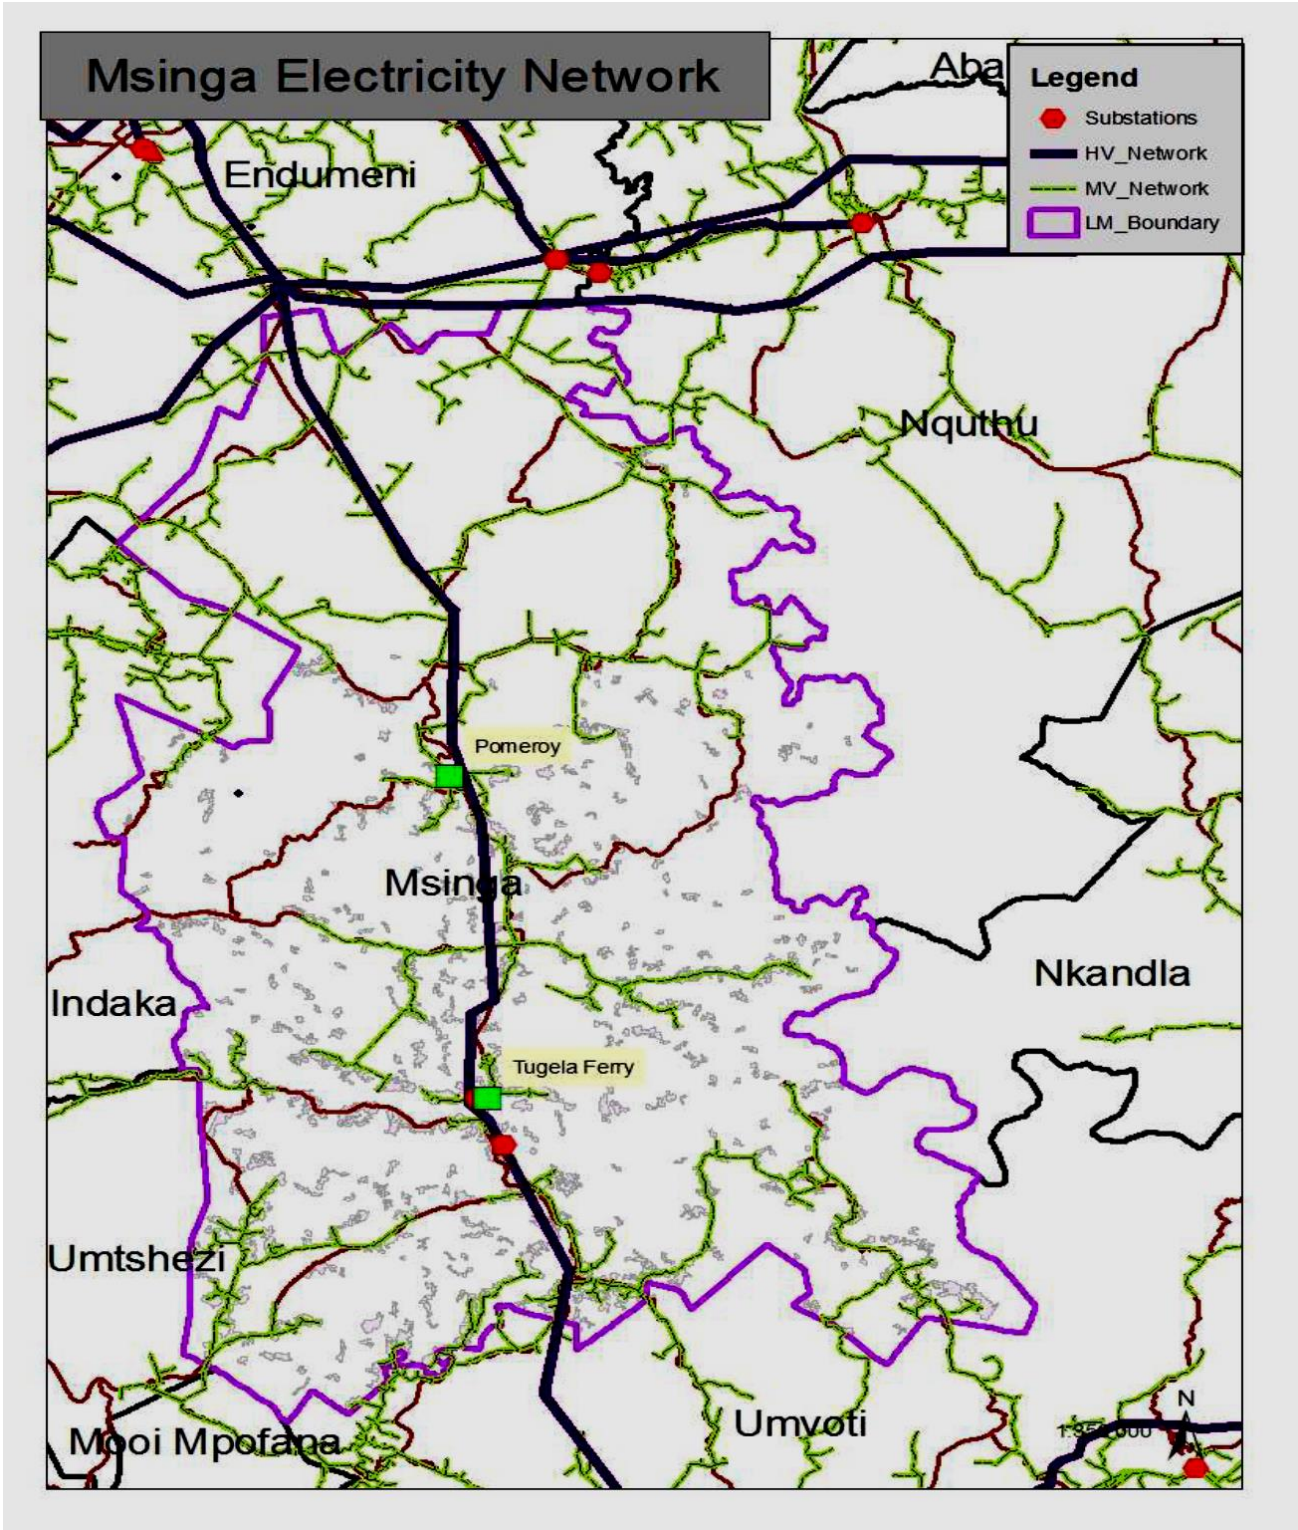 Msinga Electricity Network
Aba
Legend
Substations
HV_Network
MV_Network
LM_Boundary
Endumeni
Nquthu
Pomeroy
Msinga
Nkandla
Indaka
Tugela Ferry
Umtshezi
N
Umvoti
Mooi Mpofana